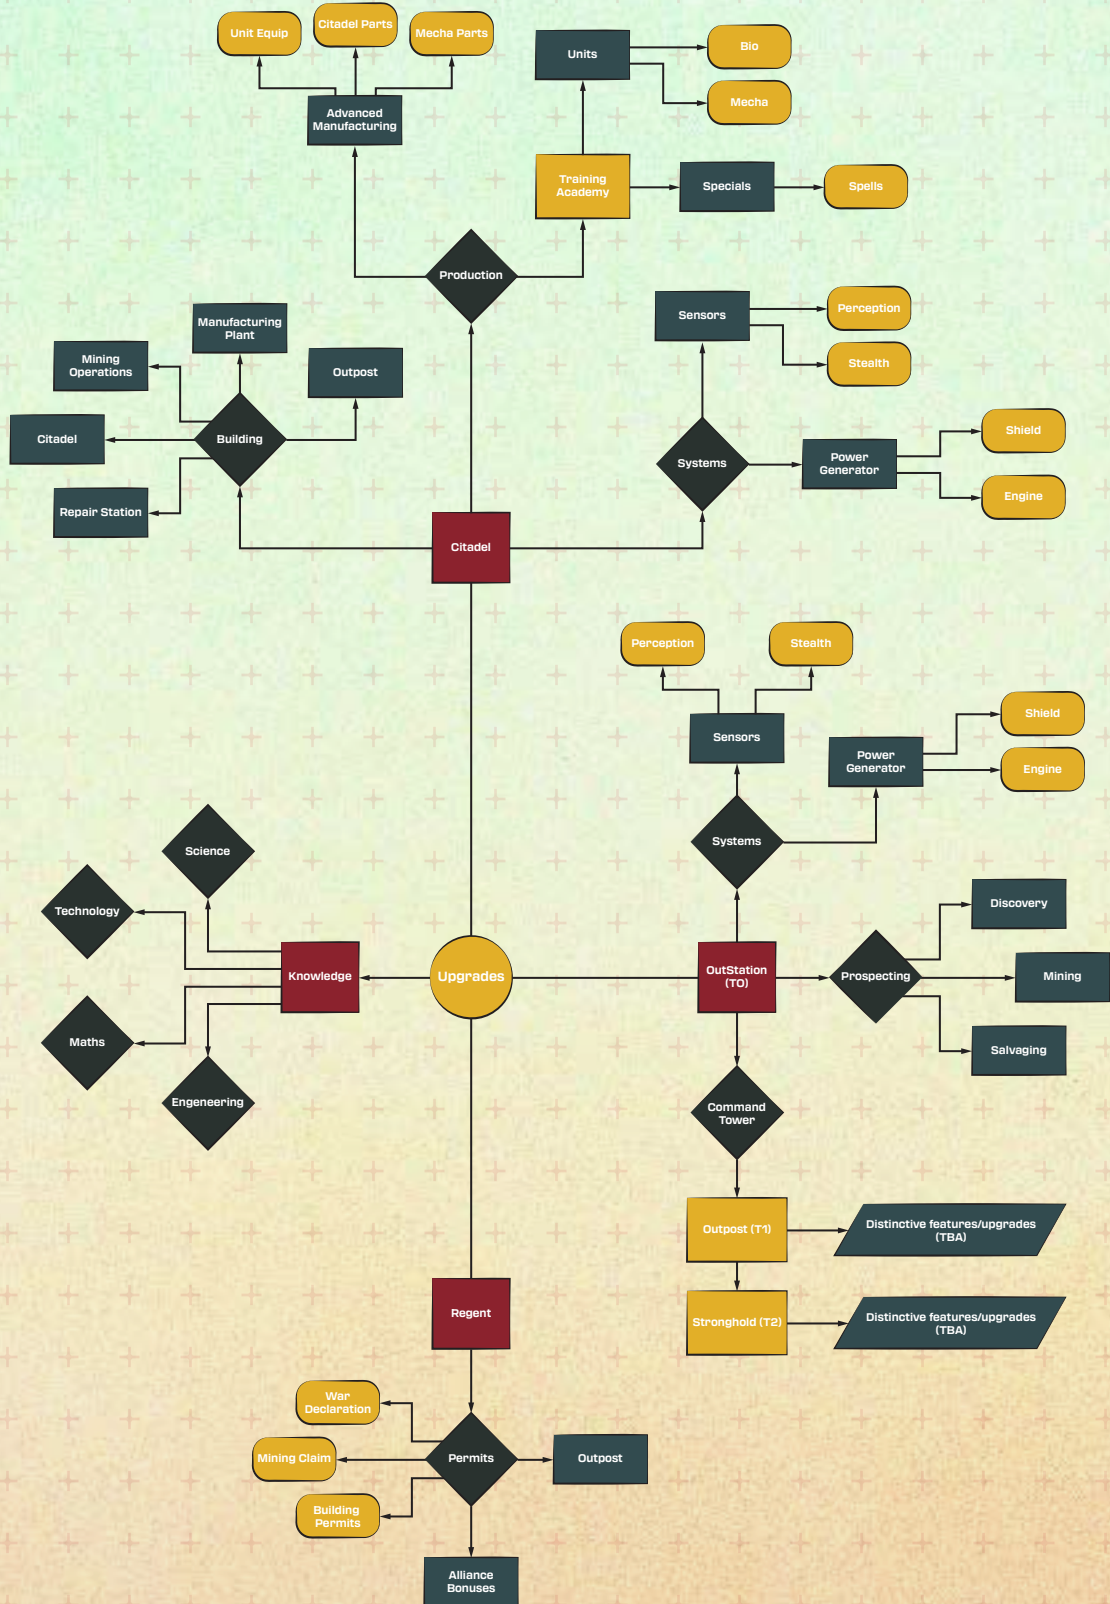 Unit Equip
Citadel Parts
Mecha Parts
Advanced
Manufacturing
Units
Bio
Mecha
Training
Academy
Specials
Spells
Production
Manufacturing
Plant
Mining
Operations
Outpost
Citadel
Building
Repair Station
Sensors
Perception
Stealth
Systems
Power
Generator
Shield
Engine
Citadel
Perception
Stealth
Sensors
Power
Generator
Shield
Engine
Systems
Science
Technology
Knowledge
Maths
Engeneering
Upgrades
OutStation
(TO)
Prospecting
Discovery
Mining
Salvaging
Command
Tower
Outpost (T1)
Distinctive features/upgrades
(TBA)
Stronghold (T2)
Distinctive features/upgrades
(TBA)
Regent
War
Declaration
Mining Claim
Building
Permits
Permits
Outpost
Alliance
Bonuses